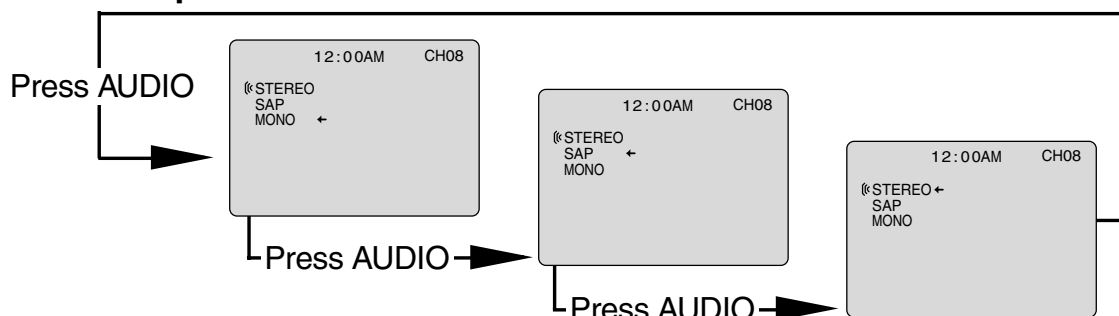 Press AUDIO
12:00AM CH08
STEREO
SAP
MONO ←
Press AUDIO
12:00AM CH08
STEREO
SAP ←
MONO
Press AUDIO
12:00AM CH08
STEREO ←
SAP
MONO